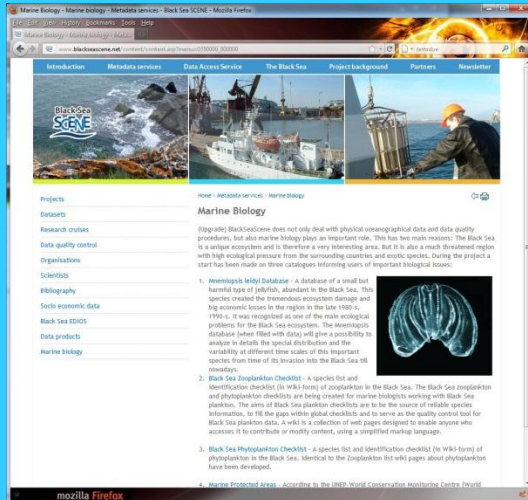 Marine Biology - Marine biology - Metadata services - Black Sea SCENE - Mozilla Firefox
File Edit View History Bookmarks Tools Help
www.blackseascene.net/content/content.asp?menu=0330000_000000
Introduction Metadata services Data Access Service The Black Sea Project background Partners Newsletter
Black Sea
SCENE
Home › Metadata services › Marine Biology
Projects
Datasets
Research cruises
Data quality control
Organisations
Scientists
Bibliography
Socio economic data
Black Sea EDIOS
Data products
Marine biology
Marine Biology
(Upgrade) BlackSeaScene does not only deal with physical oceanographical data and data quality
procedures, but also marine biology plays an important role. This has two main reasons: The Black Sea
is a unique ecosystem and is therefore a very interesting area. But it is also a much threatened region
with high ecological pressure from the surrounding countries and exotic species. During the project a
start has been made on three catalogues informing users of important biological issues:
1. Mnemiopsis leidyi Database - A database of a small but
harmful type of jellyfish, abundant in the Black Sea. This
species created the tremendous ecosystem damage and
big economic losses in the region in the late 1980-s,
1990-s. It was recognized as one of the main ecological
problems for the Black Sea ecosystem. The Mnemiopsis
database (when filled with data) will give a possibility to
analyze in details the special distribution and the
variability at different time scales of this important
species from time of its invasion into the Black Sea till
nowadays.
2. Black Sea Zooplankton Checklist - A species list and
identification checklist (in Wiki-form) of zooplankton in the Black Sea. The Black Sea zooplankton
and phytoplankton checklists are being created for marine biologists working with Black Sea
plankton. The aims of Black Sea plankton checklists are to be the source of reliable species
information, to fill the gaps within global checklists and to serve as the quality control tool for
Black Sea plankton data. A wiki is a collection of web pages designed to enable anyone who
accesses it to contribute or modify content, using a simplified markup language.
3. Black Sea Phytoplankton Checklist - A species list and identification checklist (in Wiki-form) of
phytoplankton in the Black Sea. Identical to the Zooplankton list wiki pages about phytoplankton
have been developed.
4. Marine Protected Areas - According to the UNEP-World Conservation Monitoring Centre (World
mozilla Firefox